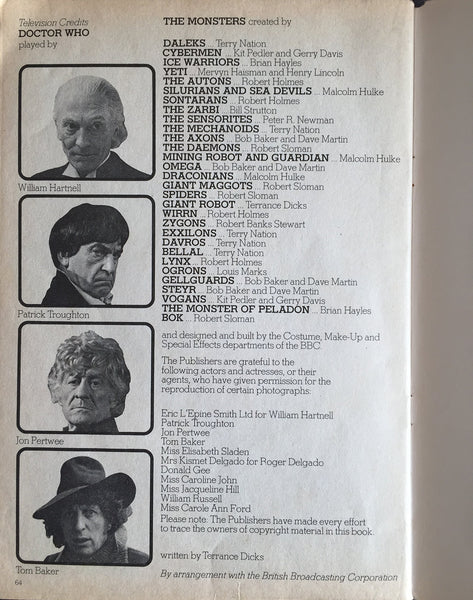 Television Credits
DOCTOR WHO
played by
William Hartnell
Patrick Troughton
Jon Pertwee
Tom Baker
64
THE MONSTERS created by
DALEKS ... Terry Nation
CYBERMEN ... Kit Pedler and Gerry Davis
ICE WARRIORS ... Brian Hayles
YETI ... Mervyn Haisman and Henry Lincoln
THE AUTONS ... Robert Holmes
SILURIANS AND SEA DEVILS ... Malcolm Hulke
SONTARANS ... Robert Holmes
THE ZARBI ... Bill Strutton
THE SENSORITES ... Peter R. Newman
THE MECHANOIDS ... Terry Nation
THE AXONS ... Bob Baker and Dave Martin
THE DAEMONS ... Robert Sloman
MINING ROBOT AND GUARDIAN ... Malcolm Hulke
OMEGA ... Bob Baker and Dave Martin
DRACONIANS ... Malcolm Hulke
GIANT MAGGOTS ... Robert Sloman
SPIDERS ... Robert Sloman
GIANT ROBOT ... Terrance Dicks
WIRRN ... Robert Holmes
ZYGONS ... Robert Banks Stewart
EXXILONS ... Terry Nation
DAVROS ... Terry Nation
BELLAL ... Terry Nation
LYNX ... Robert Holmes
OGRONS ... Louis Marks
GELLGUARDS ... Bob Baker and Dave Martin
STEYR ... Bob Baker and Dave Martin
VOGANS ... Kit Pedler and Gerry Davis
THE MONSTER OF PELADON ... Brian Hayles
BOK ... Robert Sloman
and designed and built by the Costume, Make-Up and
Special Effects departments of the BBC
The Publishers are grateful to the
following actors and actresses, or their
agents, who have given permission for the
reproduction of certain photographs:
Eric L'Epine Smith Ltd for William Hartnell
Patrick Troughton
Jon Pertwee
Tom Baker
Miss Elisabeth Sladen
Mrs Kismet Delgado for Roger Delgado
Donald Gee
Miss Caroline John
Miss Jacqueline Hill
William Russell
Miss Carole Ann Ford
Please note: The Publishers have made every effort
to trace the owners of copyright material in this book.
written by Terrance Dicks
By arrangement with the British Broadcasting Corporation